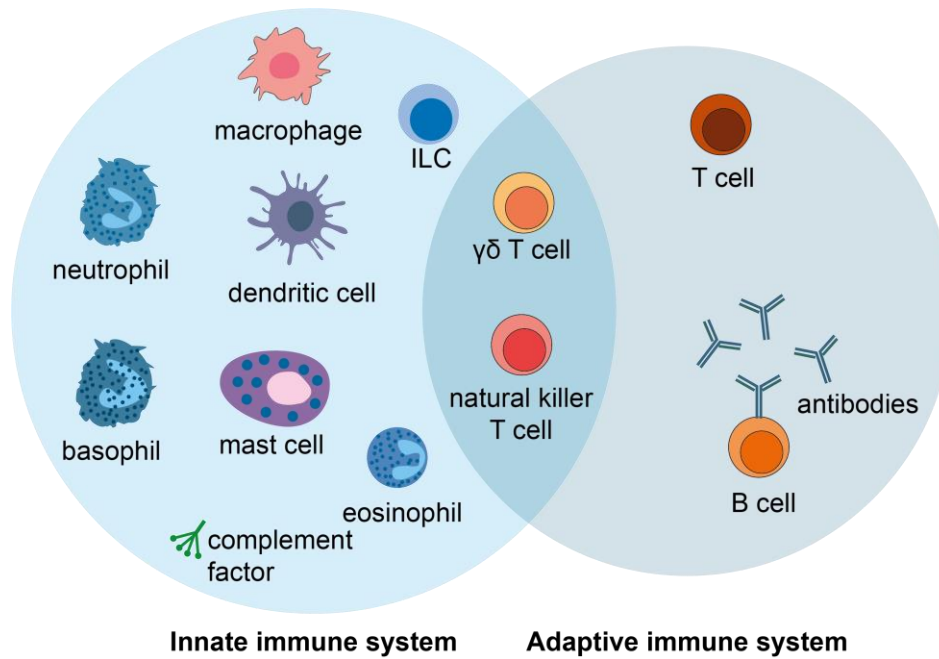 macrophage
ILC
T cell
γδ T cell
neutrophil
dendritic cell
natural killer
T cell
antibodies
basophil
mast cell
B cell
eosinophil
complement
factor
Innate immune system
Adaptive immune system